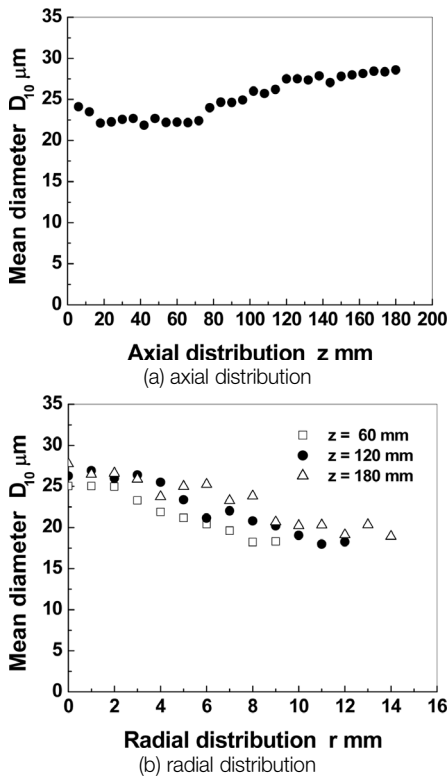 35
30
25
20
15
10
5
0
Mean diameter D10 μm
0 20 40 60 80 100 120 140 160 180 200
Axial distribution z mm
(a) axial distribution
35
30
25
20
15
10
5
0
Mean diameter D10 μm
z = 60 mm
z = 120 mm
z = 180 mm
0 2 4 6 8 10 12 14 16
Radial distribution r mm
(b) radial distribution